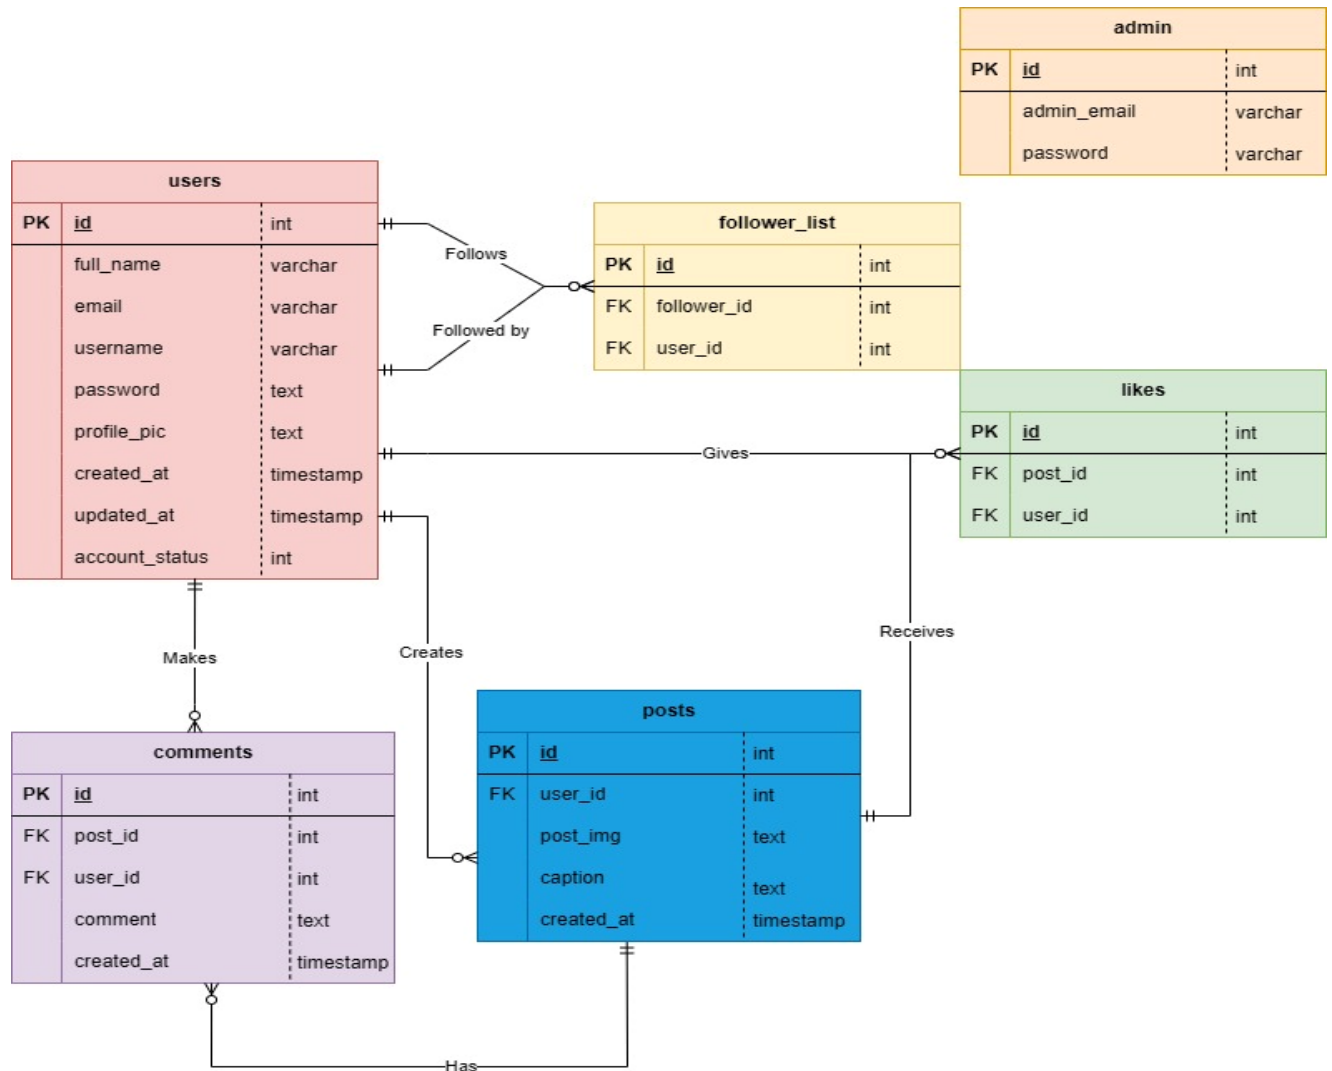 admin
PK id int
admin_email varchar
password varchar
users
PK id int
full_name varchar
email varchar
username varchar
password text
profile_pic text
created_at timestamp
updated_at timestamp
account_status int
Follows
Followed by
follower_list
PK id int
FK follower_id int
FK user_id int
likes
PK id int
FK post_id int
FK user_id int
Gives
Receives
Makes
Creates
posts
PK id int
FK user_id int
post_img text
caption text
created_at timestamp
comments
PK id int
FK post_id int
FK user_id int
comment text
created_at timestamp
Has